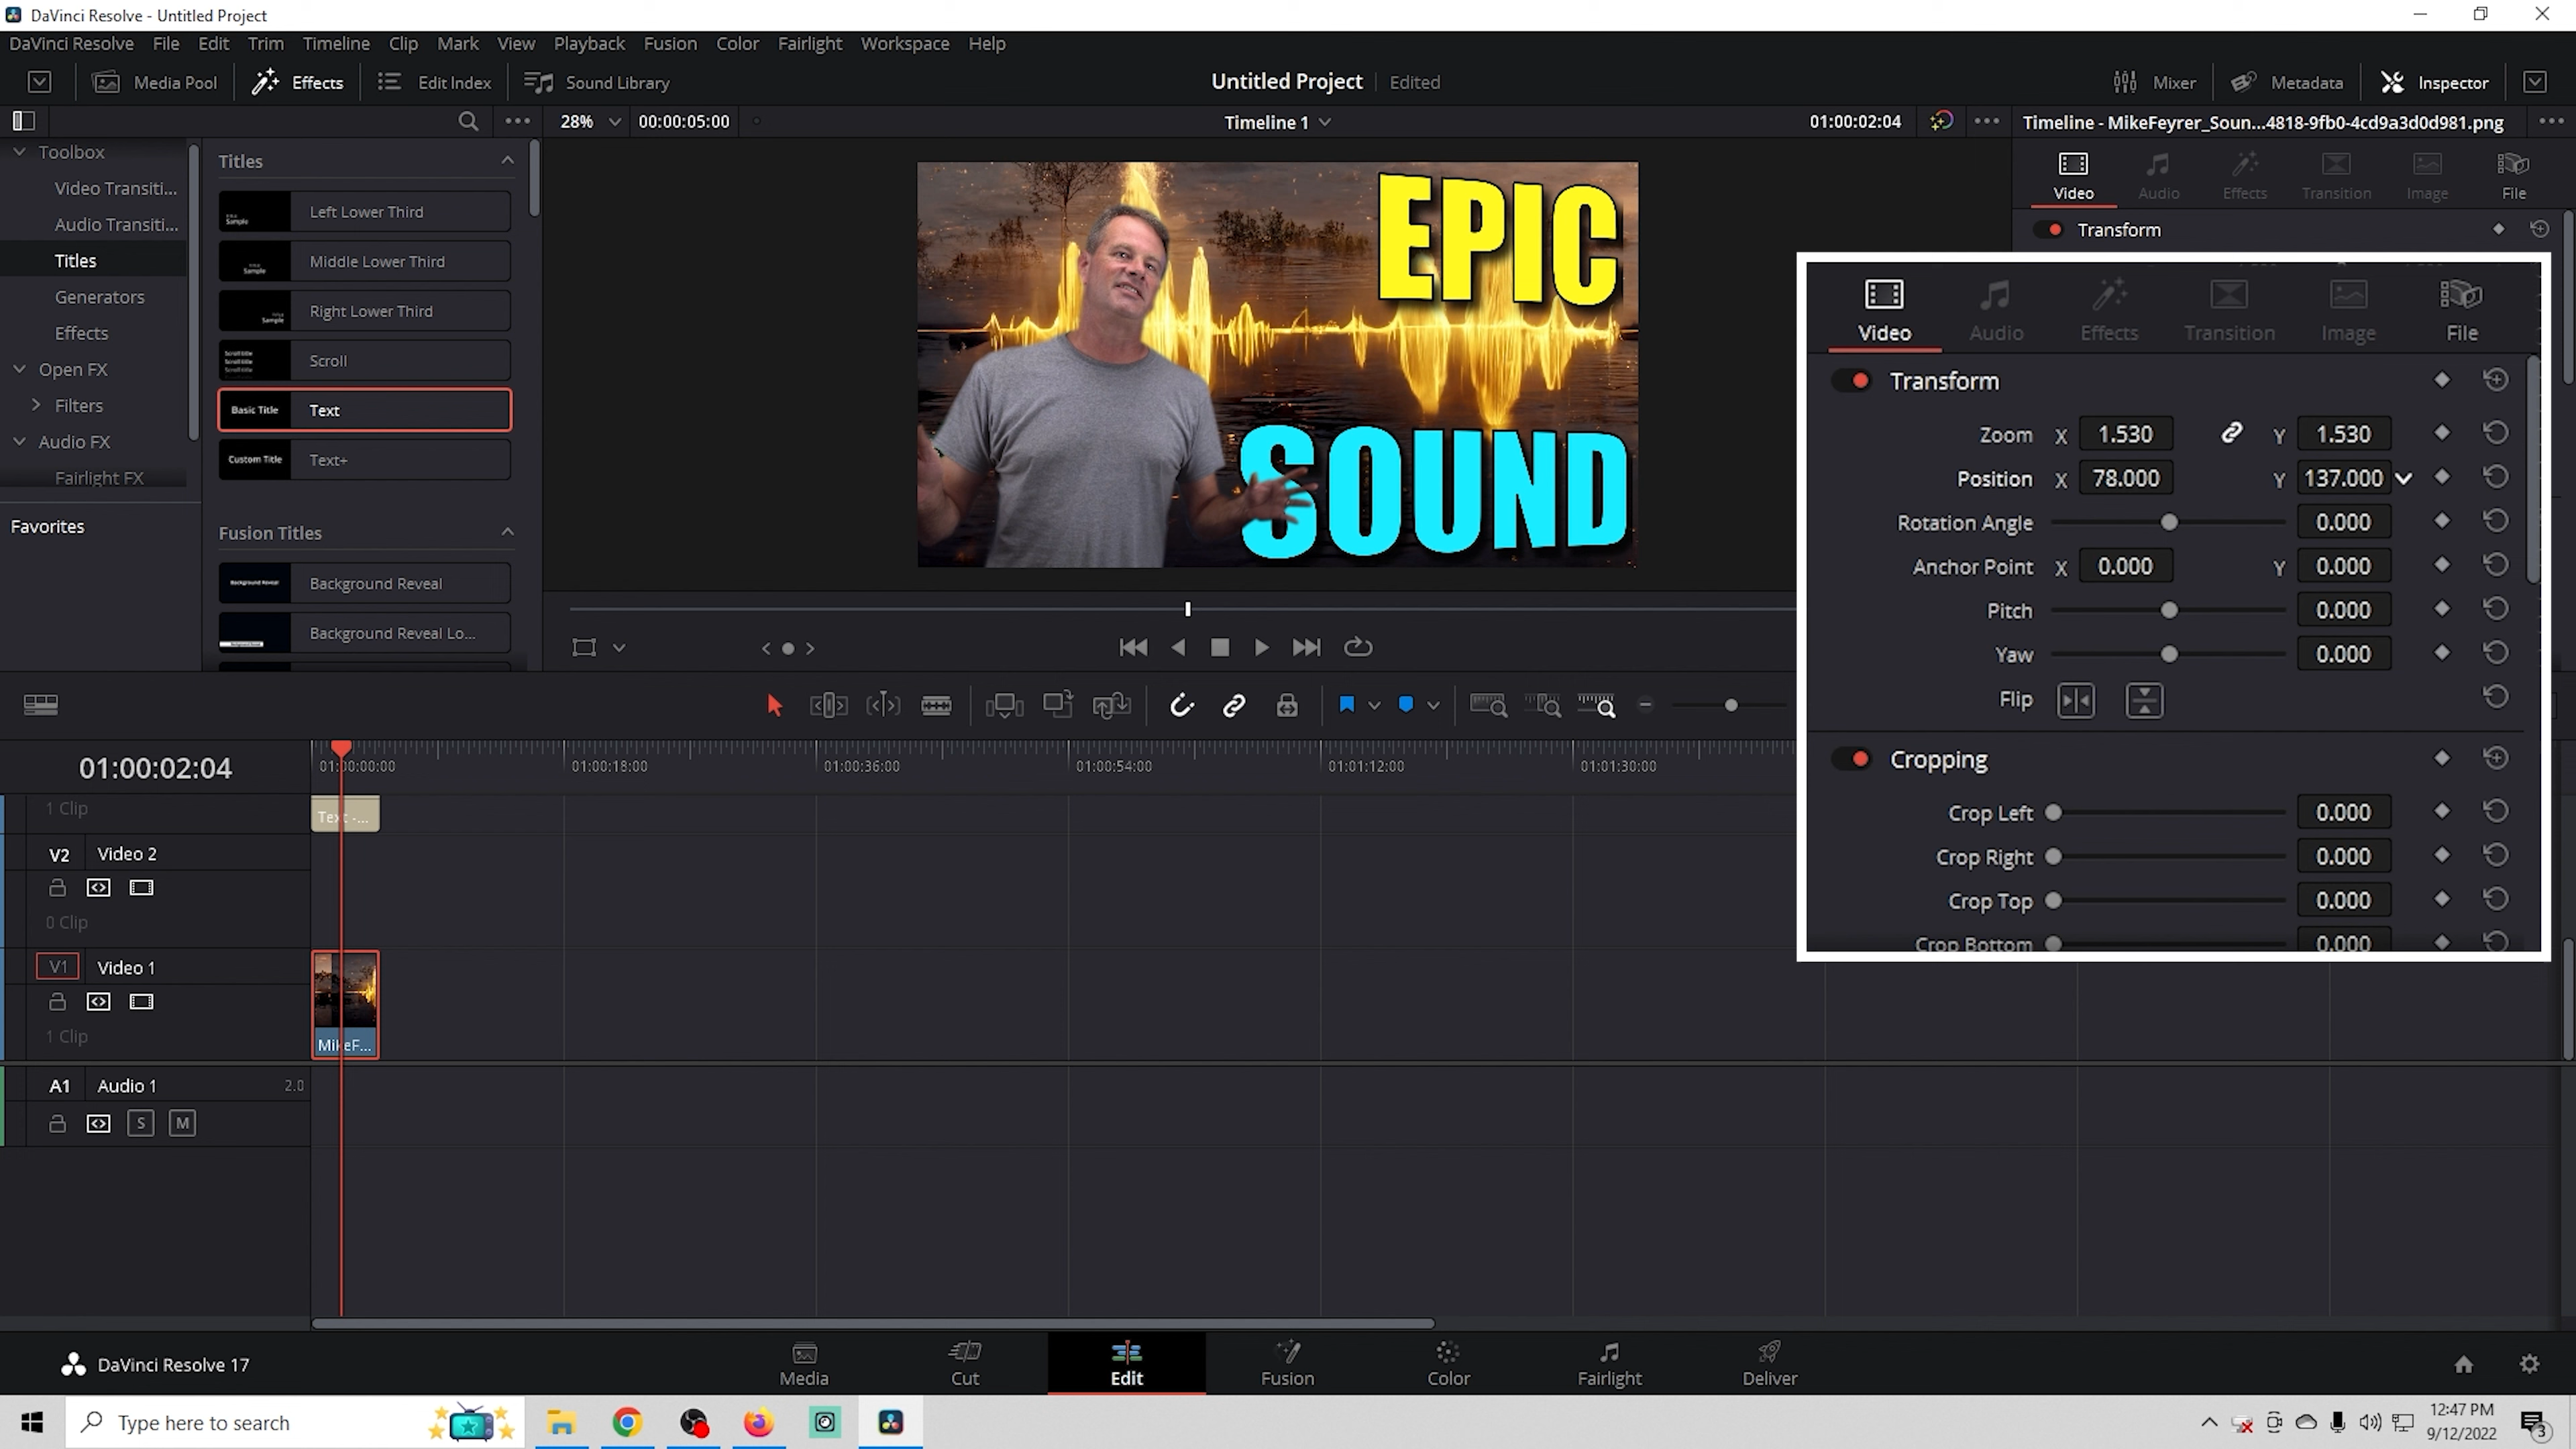 DaVinci Resolve - Untitled Project
DaVinci Resolve File Edit Trim Timeline Clip Mark View Playback Fusion Color Fairlight Workspace Help
Media Pool Effects Edit Index Sound Library Untitled Project Edited Mixer Metadata Inspector
28% 00:00:05:00 Timeline 1 01:00:02:04 Timeline - MikeFeyrer_Soun...4818-9fb0-4cd9a3d0d981.png
Toolbox
Video Transiti...
Audio Transiti...
Titles
Generators
Effects
Open FX
Filters
Audio FX
Fairlight FX
Favorites
Titles
Sample Left Lower Third
Sample Middle Lower Third
Sample Right Lower Third
Scroll title Scroll
Basic Title Text
Custom Title Text+
Fusion Titles
Background Reveal Background Reveal
Background Reveal Lo...
EPIC
SOUND
Video Audio Effects Transition Image File
Transform
Video Audio Effects Transition Image File
Transform
Zoom X 1.530 Y 1.530
Position X 78.000 Y 137.000
Rotation Angle 0.000
Anchor Point X 0.000 Y 0.000
Pitch 0.000
Yaw 0.000
Flip
Cropping
Crop Left 0.000
Crop Right 0.000
Crop Top 0.000
Crop Bottom 0.000
01:00:02:04 01:00:00:00 01:00:18:00 01:00:36:00 01:00:54:00 01:01:12:00 01:01:30:00
1 Clip Text -...
V2 Video 2
0 Clip
V1 Video 1
1 Clip MikeF...
A1 Audio 1 2.0
S M
DaVinci Resolve 17 Media Cut Edit Fusion Color Fairlight Deliver
Type here to search
12:47 PM
9/12/2022
3